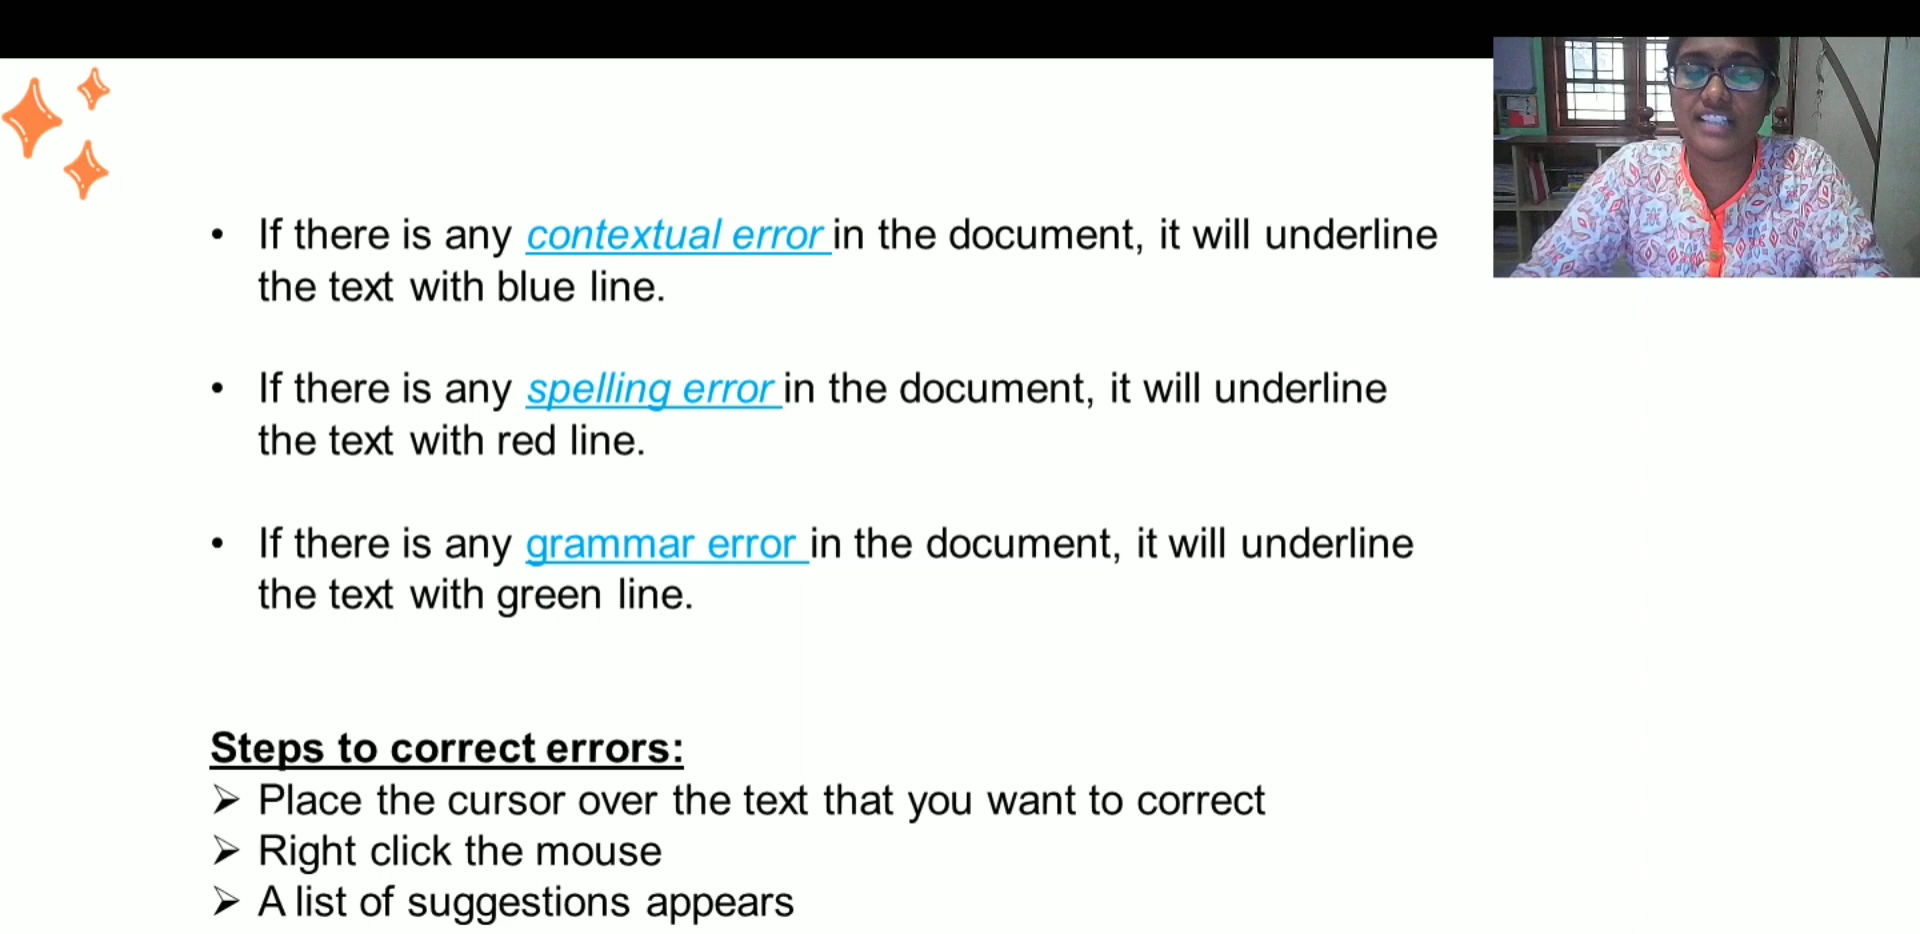 • If there is any contextual error in the document, it will underline
the text with blue line.
• If there is any spelling error in the document, it will underline
the text with red line.
• If there is any grammar error in the document, it will underline
the text with green line.
Steps to correct errors:
➢ Place the cursor over the text that you want to correct
➢ Right click the mouse
➢ A list of suggestions appears